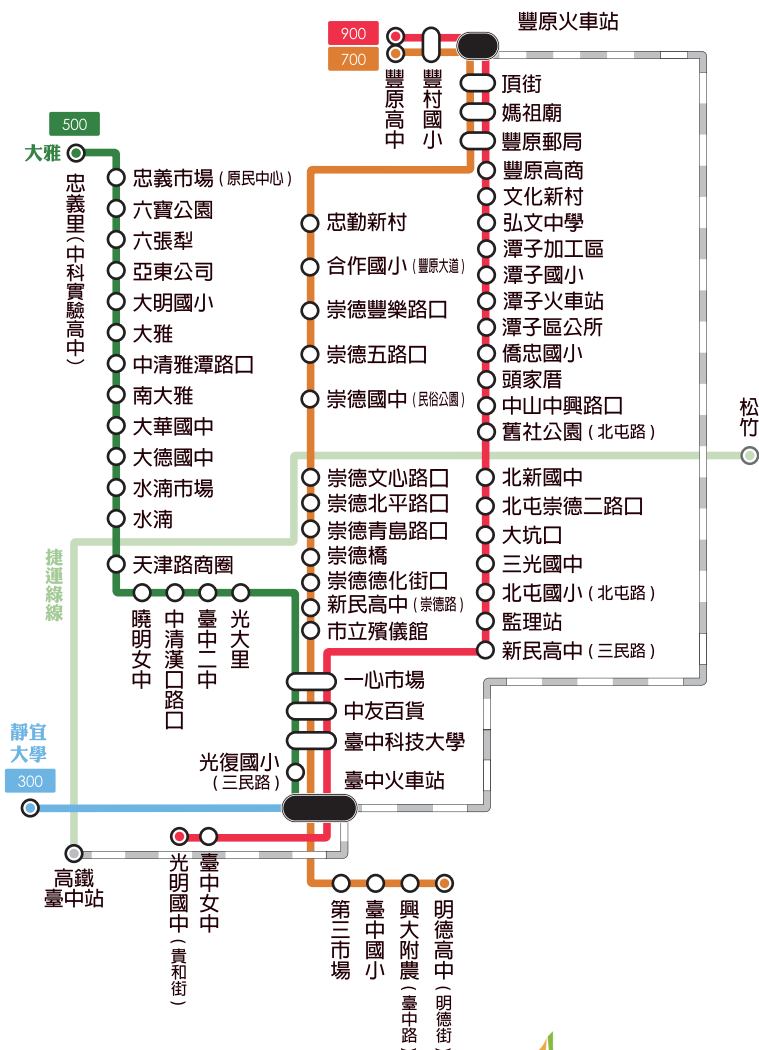 豐原火車站
900
700
豐原高中
豐村國小
頂街
媽祖廟
豐原郵局
豐原高商
文化新村
弘文中學
潭子加工區
潭子國小
潭子火車站
潭子區公所
僑忠國小
頭家厝
中山中興路口
舊社公園(北屯路)
北新國中
北屯崇德二路口
大坑口
三光國中
北屯國小(北屯路)
監理站
新民高中(三民路)
松竹
500
大雅
忠義里(中科實驗高中)
忠義市場(原民中心)
六寶公園
六張犁
亞東公司
大明國小
大雅
中清雅潭路口
南大雅
大華國中
大德國中
水湳市場
水湳
天津路商圈
曉明女中
中清漢口路口
臺中二中
光大里
忠勤新村
合作國小(豐原大道)
崇德豐樂路口
崇德五路口
崇德國中(民俗公園)
崇德文心路口
崇德北平路口
崇德青島路口
崇德橋
崇德德化街口
新民高中(崇德路)
市立殯儀館
一心市場
中友百貨
臺中科技大學
臺中火車站
光復國小
(三民路)
捷運綠線
靜宜
大學
300
高鐵
臺中站
光明國中(貴和街)
臺中女中
第三市場
臺中國小
興大附農(臺中路)
明德高中(明德街)